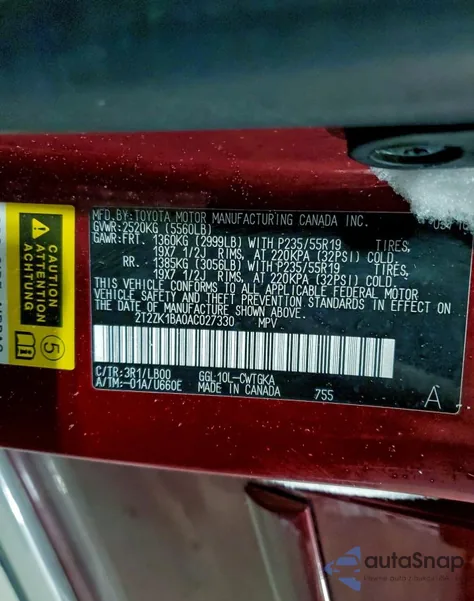 MFD.BY:TOYOTA MOTOR MANUFACTURING CANADA INC.
GVWR:2520KG (5560LB)
GAWR:FRT. 1360KG (2999LB) WITH P235/55R19 TIRES,
19X7 1/2J RIMS, AT 220KPA (32PSI) COLD.
RR. 1385KG (3056LB) WITH P235/55R19 TIRES,
19X7 1/2J RIMS, AT 220KPA (32PSI) COLD.
THIS VEHICLE CONFORMS TO ALL APPLICABLE FEDERAL MOTOR
VEHICLE SAFETY AND THEFT PREVENTION STANDARDS IN EFFECT ON
THE DATE OF MANUFACTURE SHOWN ABOVE.
2T2ZK1BA0AC027330 MPV
C/TR:3R1/LB00 GGL10L-CWTGKA
A/TM:-01A/U660E MADE IN CANADA 755 A
5
autoSnap